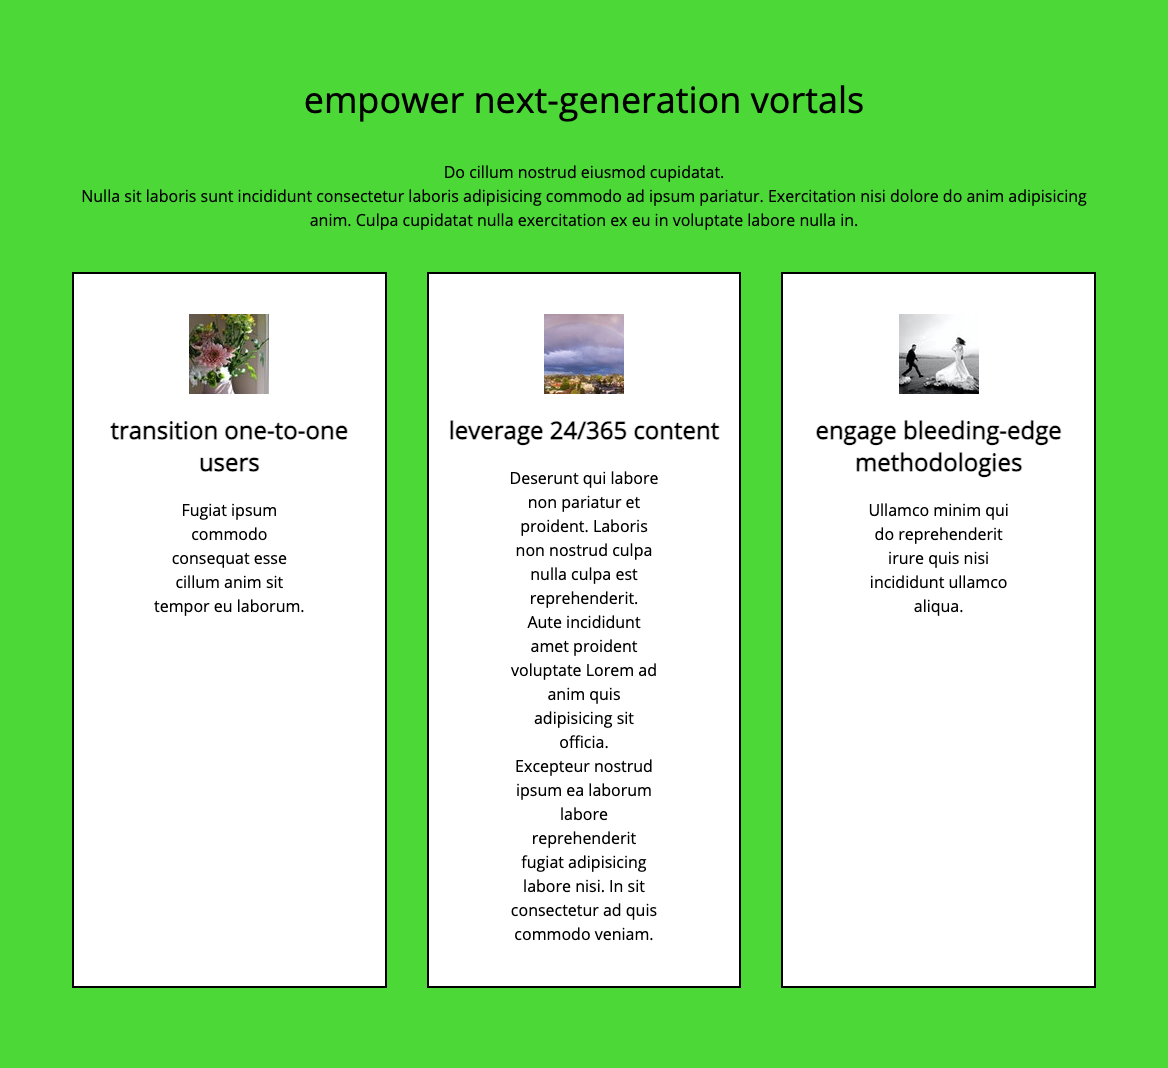 empower next-generation vortals
Do cillum nostrud eiusmod cupidatat.
Nulla sit laboris sunt incididunt consectetur laboris adipisicing commodo ad ipsum pariatur. Exercitation nisi dolore do anim adipisicing
anim. Culpa cupidatat nulla exercitation ex eu in voluptate labore nulla in.
transition one-to-one
users
Fugiat ipsum
commodo
consequat esse
cillum anim sit
tempor eu laborum.
leverage 24/365 content
Deserunt qui labore
non pariatur et
proident. Laboris
non nostrud culpa
nulla culpa est
reprehenderit.
Aute incididunt
amet proident
voluptate Lorem ad
anim quis
adipisicing sit
officia.
Excepteur nostrud
ipsum ea laborum
labore
reprehenderit
fugiat adipisicing
labore nisi. In sit
consectetur ad quis
commodo veniam.
engage bleeding-edge
methodologies
Ullamco minim qui
do reprehenderit
irure quis nisi
incididunt ullamco
aliqua.